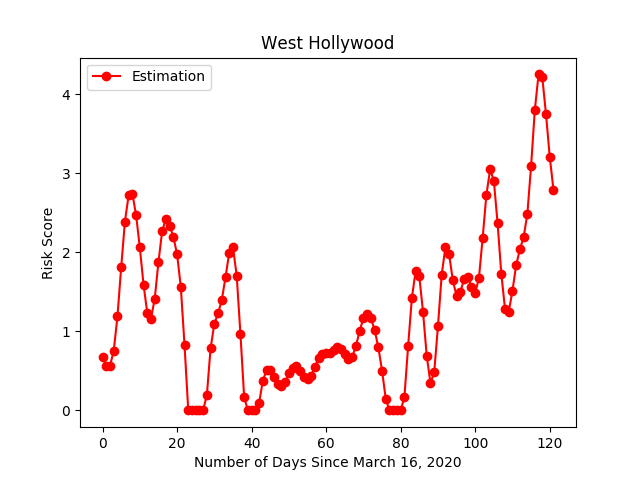 West Hollywood
Estimation
Risk Score
4
3
2
1
0
0 20 40 60 80 100 120
Number of Days Since March 16, 2020